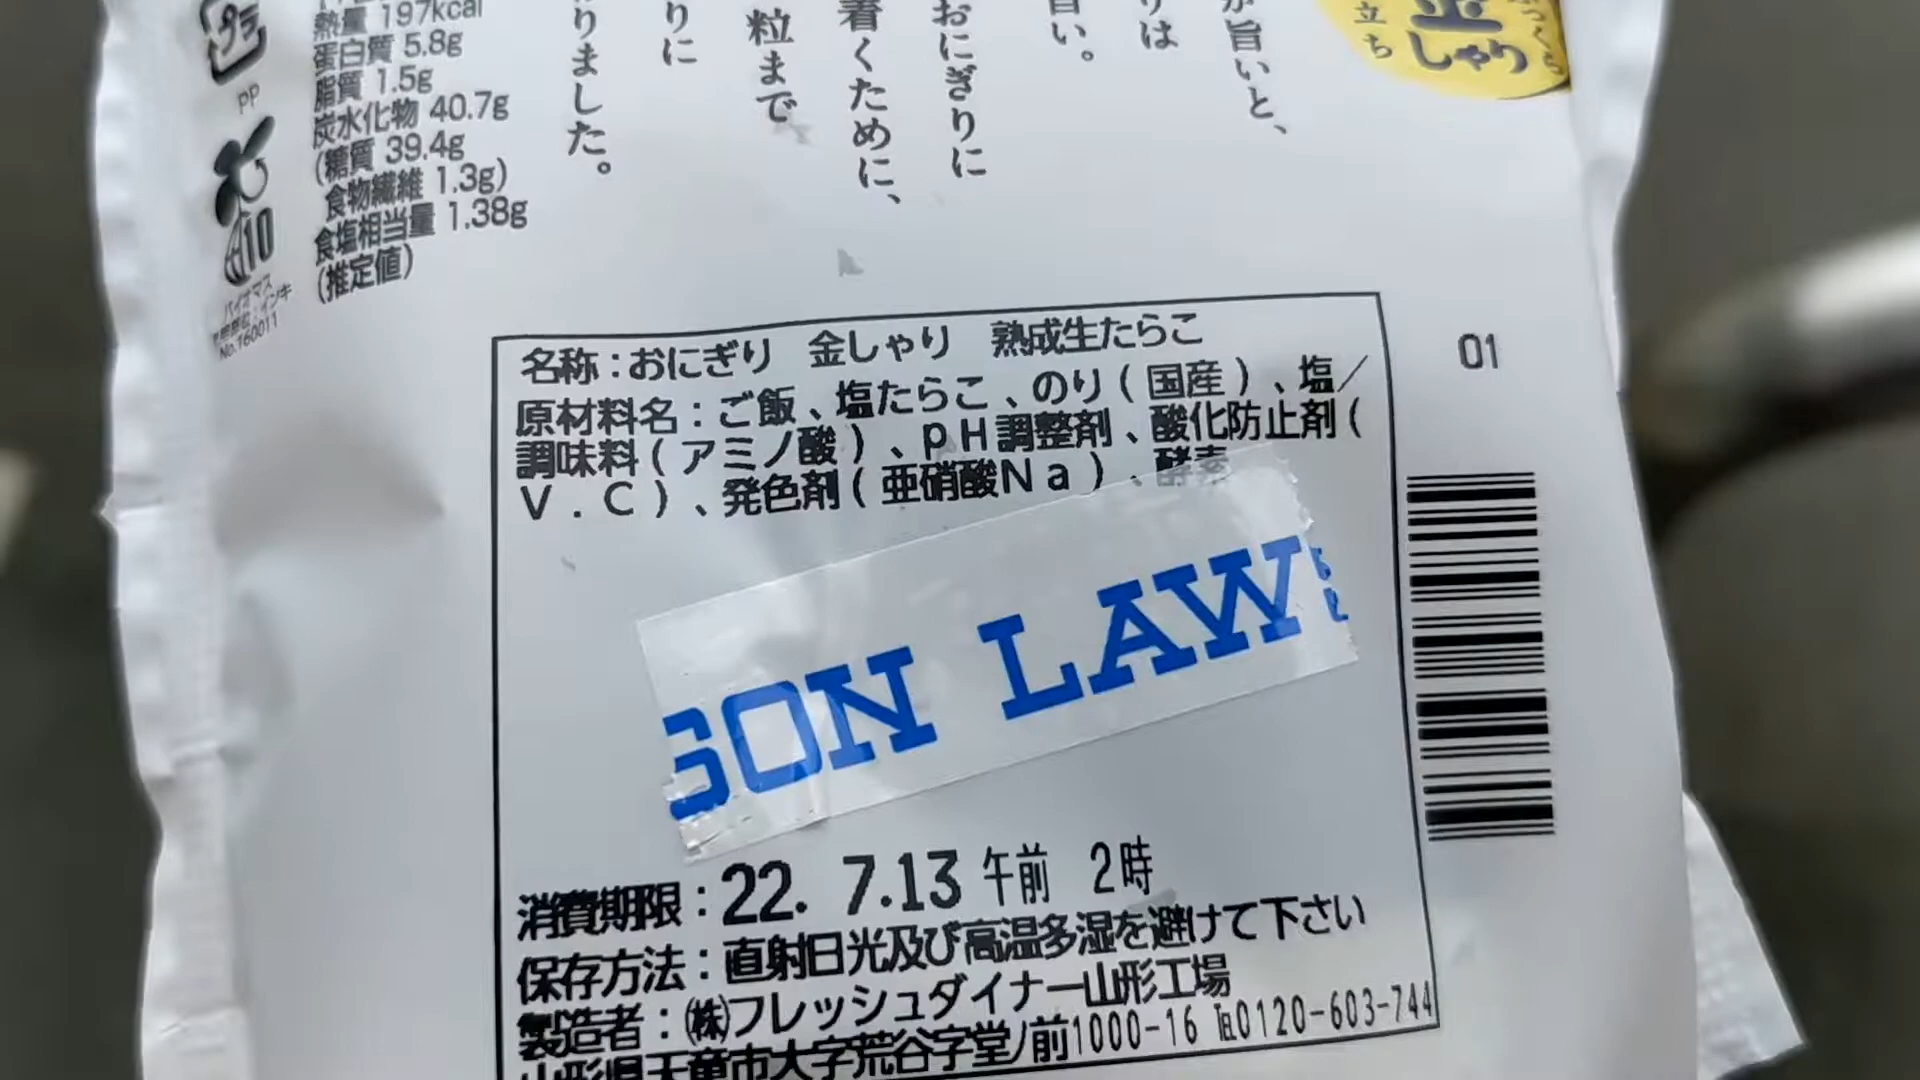 プラ
PP
バイオマス
No.160011
熱量 197kcal
蛋白質 5.8g
脂質 1.5g
炭水化物 40.7g
(糖質 39.4g
食物繊維 1.3g)
食塩相当量 1.38g
(推定値)
旨いと、
りは
旨い。
おにぎりに
着くために、
粒まで
りに
りました。
立ち
金しゃり
名称：おにぎり　金しゃり　熟成生たらこ
原材料名：ご飯、塩たらこ、のり(国産)、塩／
調味料(アミノ酸)、pH調整剤、酸化防止剤(
V.C)、発色剤(亜硝酸Na)、酵素
SON LAW
消費期限：22. 7.13 午前 2時
保存方法：直射日光及び高温多湿を避けて下さい
製造者：㈱フレッシュダイナー山形工場
山形県天童市大字荒谷字堂ノ前1000-16 ℡0120-603-744
01